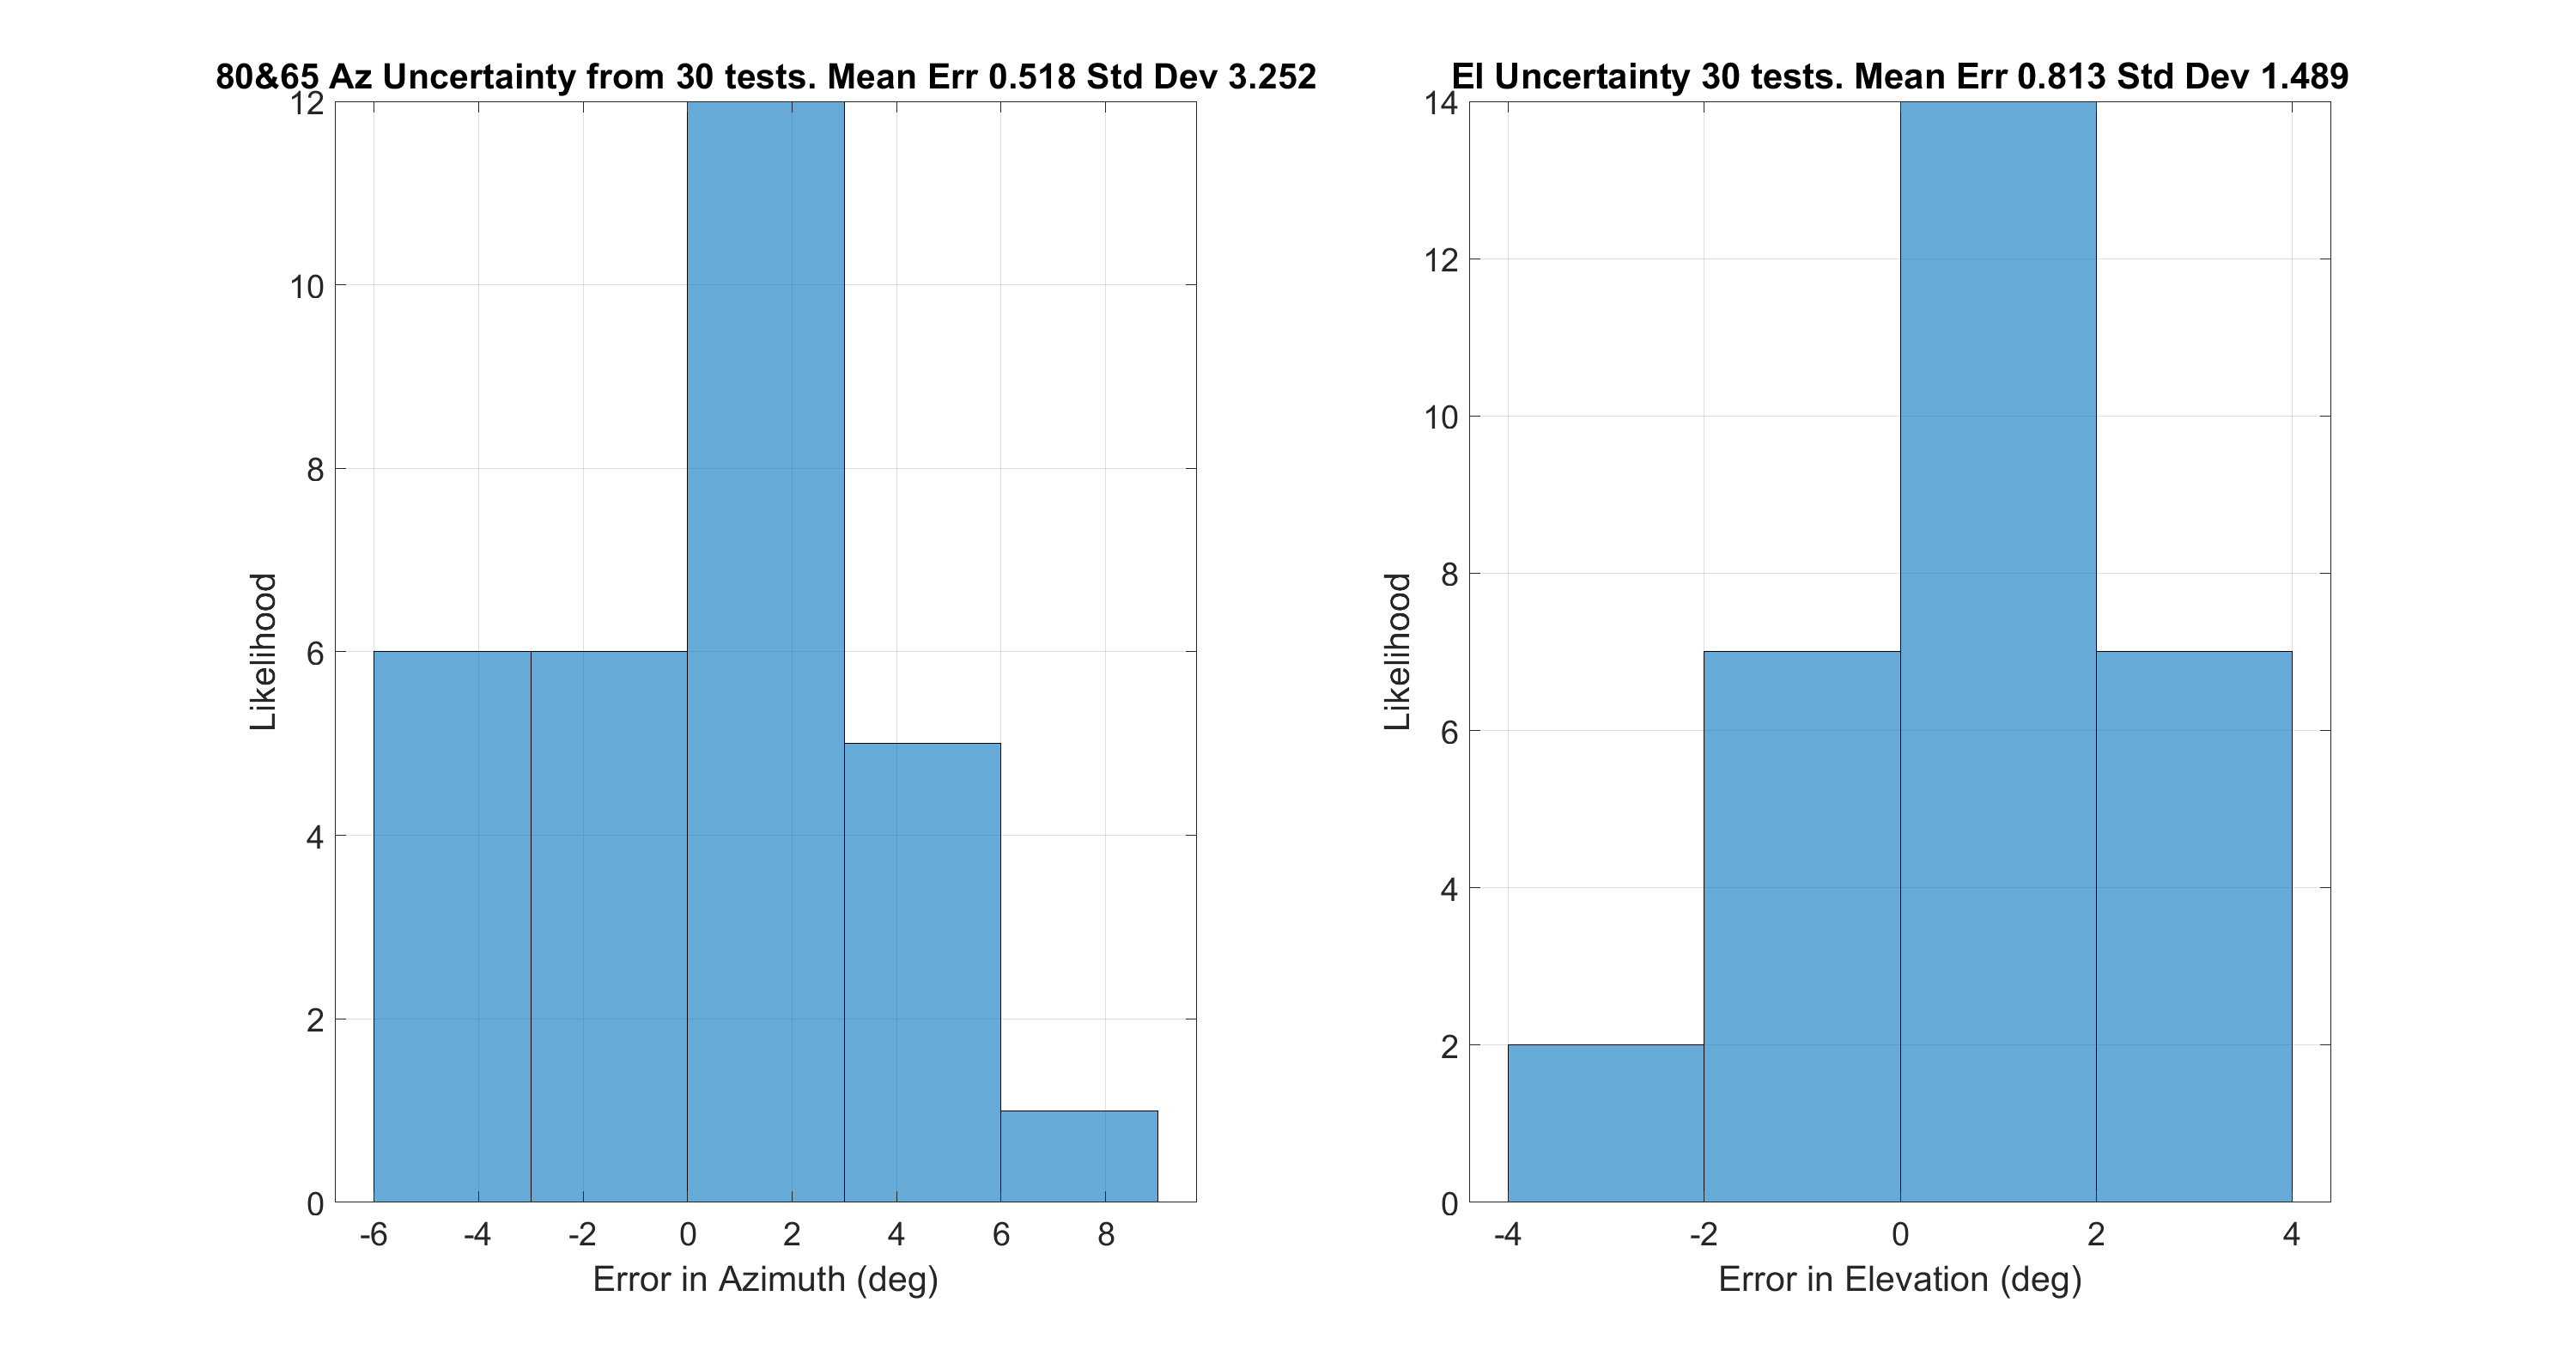 80&65 Az Uncertainty from 30 tests. Mean Err 0.518 Std Dev 3.252
12
10
8
6
4
2
0
Likelihood
-6 -4 -2 0 2 4 6 8
Error in Azimuth (deg)
El Uncertainty 30 tests. Mean Err 0.813 Std Dev 1.489
14
12
10
8
6
4
2
0
Likelihood
-4 -2 0 2 4
Error in Elevation (deg)